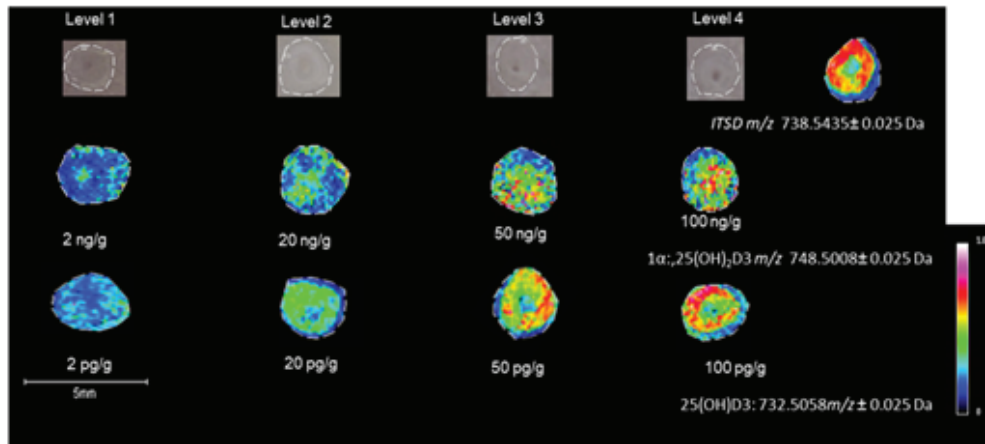 Level 1 Level 2 Level 3 Level 4
ITSD m/z 738.5435± 0.025 Da
2 ng/g 20 ng/g 50 ng/g 100 ng/g
1α:,25(OH)₂D3 m/z 748.5008± 0.025 Da
2 pg/g 20 pg/g 50 pg/g 100 pg/g
5mm
25(OH)D3: 732.5058m/z ± 0.025 Da
0